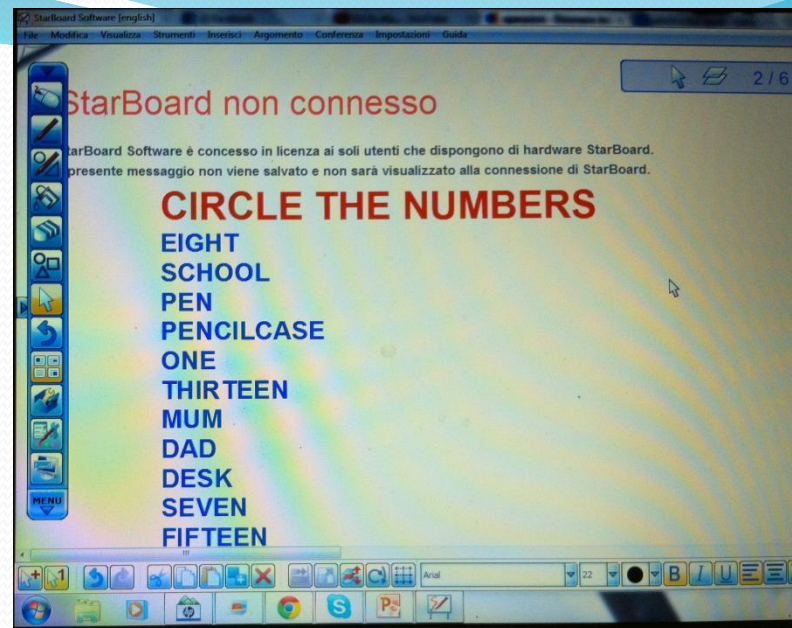 StarBoard Software [english]
File Modifica Visualizza Strumenti Inserisci Argomento Conferenza Impostazioni Guida
2 / 6
StarBoard non connesso
StarBoard Software è concesso in licenza ai soli utenti che dispongono di hardware StarBoard.
presente messaggio non viene salvato e non sarà visualizzato alla connessione di StarBoard.
CIRCLE THE NUMBERS
EIGHT
SCHOOL
PEN
PENCILCASE
ONE
THIRTEEN
MUM
DAD
DESK
SEVEN
FIFTEEN
MENU
Arial 22 B I U